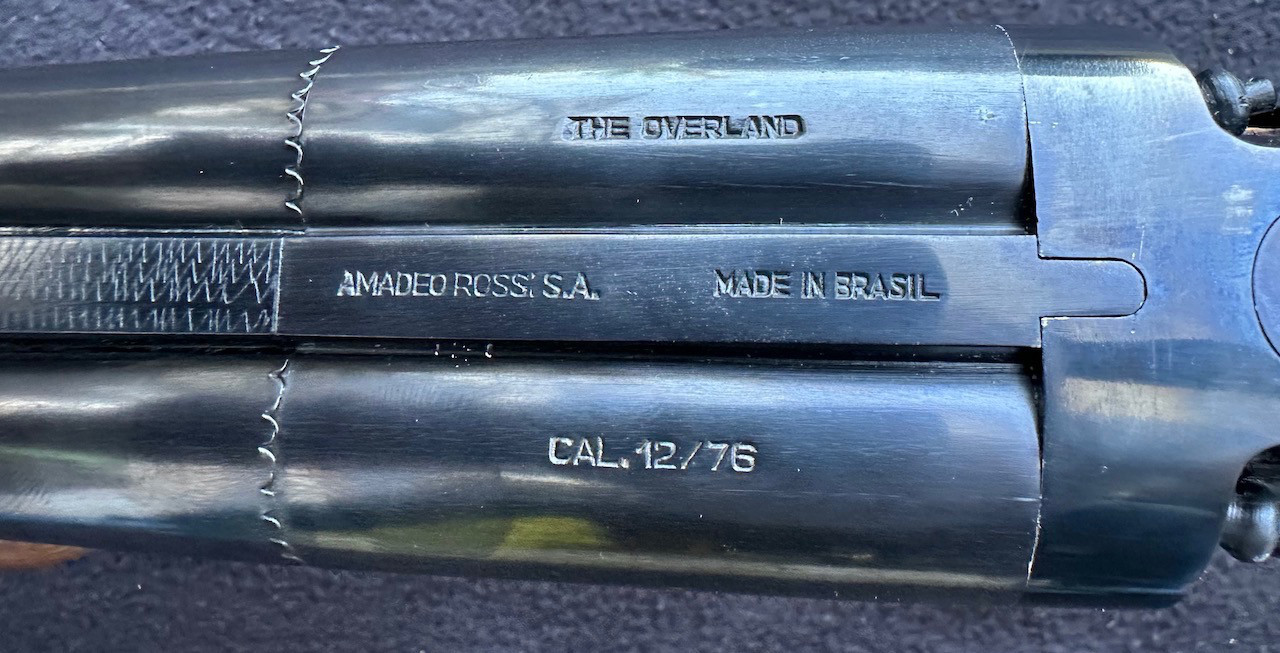 THE OVERLAND
AMADEO ROSSI S.A. MADE IN BRASIL
CAL. 12/76